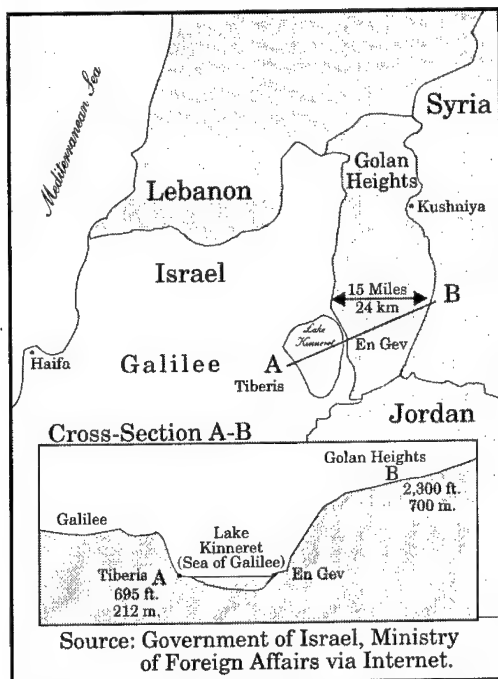 Mediterranean Sea
Syria
Golan
Heights
Lebanon
Kushniya
Israel
15 Miles
24 km
B
Lake
Kinneret
En Gev
Haifa
Galilee
A
Tiberis
Jordan
Cross-Section A-B
Golan Heights
B
2,300 ft.
700 m.
Galilee
Lake
Kinneret
(Sea of Galilee)
Tiberis A
En Gev
695 ft.
212 m.
Source: Government of Israel, Ministry
of Foreign Affairs via Internet.